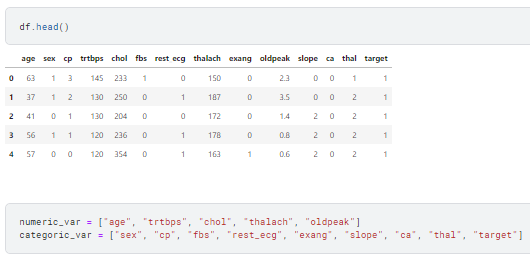 df.head()
age sex cp trtbps chol fbs rest ecg thalach exang oldpeak slope ca thal target
0 63 1 3 145 233 1 0 150 0 2.3 0 0 1 1
1 37 1 2 130 250 0 1 187 0 3.5 0 0 2 1
2 41 0 1 130 204 0 0 172 0 1.4 2 0 2 1
3 56 1 1 120 236 0 1 178 0 0.8 2 0 2 1
4 57 0 0 120 354 0 1 163 1 0.6 2 0 2 1
numeric_var = ["age", "trtbps", "chol", "thalach", "oldpeak"]
categoric_var = ["sex", "cp", "fbs", "rest_ecg", "exang", "slope", "ca", "thal", "target"]